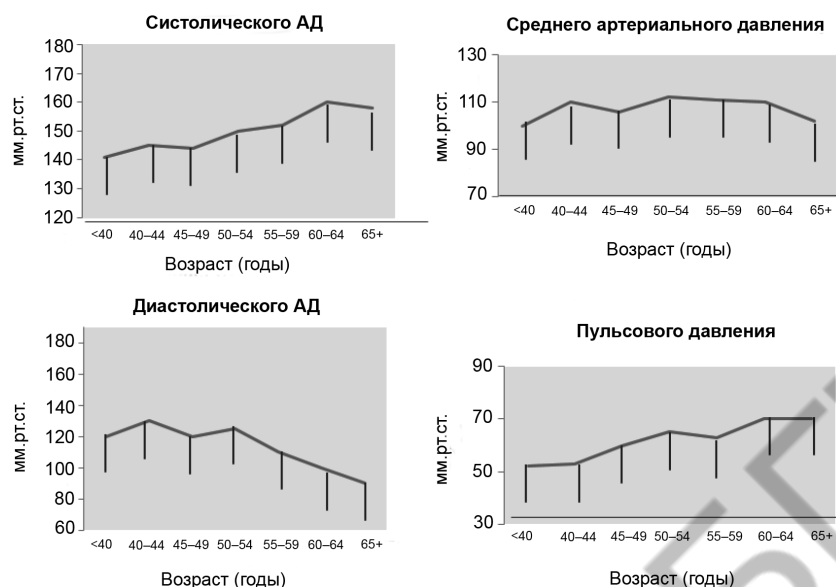 Систолического АД
180
170
160
150
140
130
120
мм.рт.ст.
<40 40–44 45–49 50–54 55–59 60–64 65+
Возраст (годы)
Среднего артериального давления
130
110
90
70
мм.рт.ст.
<40 40–44 45–49 50–54 55–59 60–64 65+
Возраст (годы)
Диастолического АД
180
160
140
120
100
80
60
мм.рт.ст.
<40 40–44 45–49 50–54 55–59 60–64 65+
Возраст (годы)
Пульсового давления
90
70
50
30
мм.рт.ст.
<40 40–44 45–49 50–54 55–59 60–64 65+
Возраст (годы)